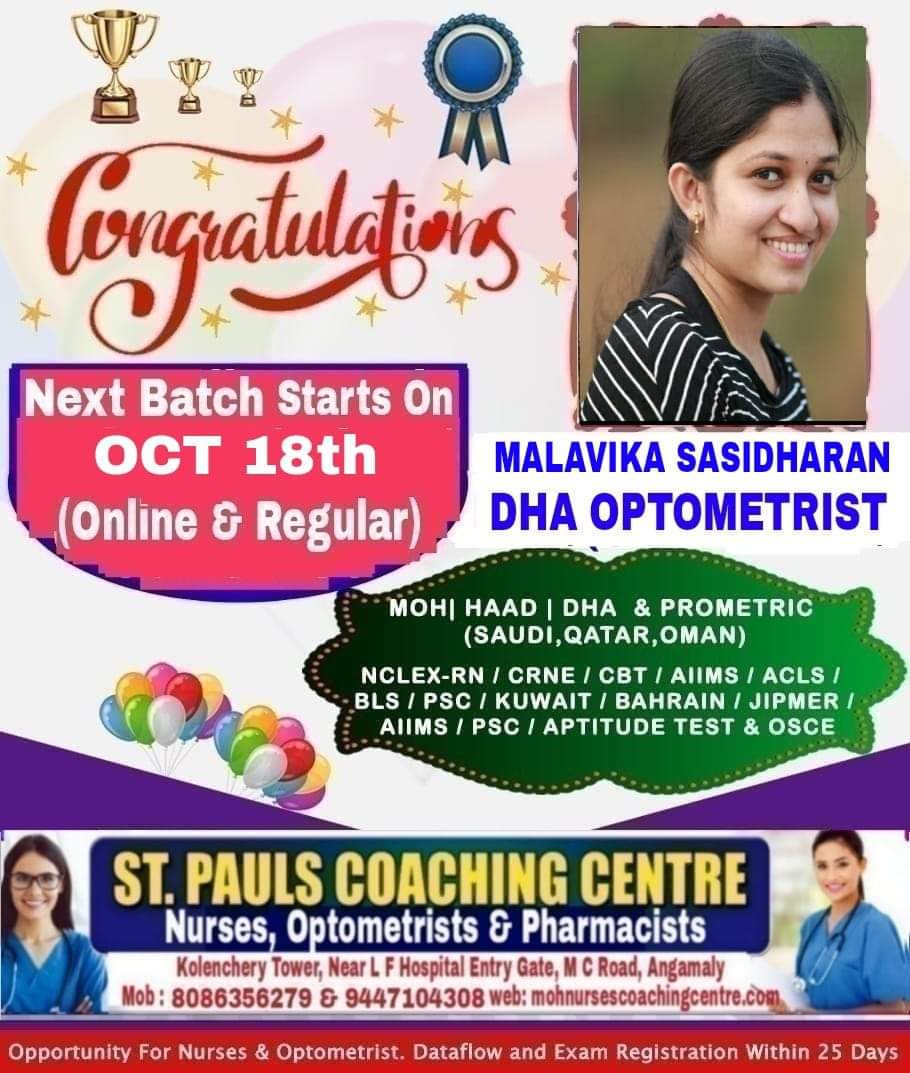 Congratulations
Next Batch Starts On
OCT 18th
(Online & Regular)
MALAVIKA SASIDHARAN
DHA OPTOMETRIST
MOH| HAAD | DHA & PROMETRIC
(SAUDI,QATAR,OMAN)
NCLEX-RN / CRNE / CBT / AIIMS / ACLS /
BLS / PSC / KUWAIT / BAHRAIN / JIPMER /
AIIMS / PSC / APTITUDE TEST & OSCE
ST. PAULS COACHING CENTRE
Nurses, Optometrists & Pharmacists
Kolenchery Tower, Near L F Hospital Entry Gate, M C Road, Angamaly
Mob : 8086356279 & 9447104308 web: mohnursescoachingcentre.com
Opportunity For Nurses & Optometrist. Dataflow and Exam Registration Within 25 Days